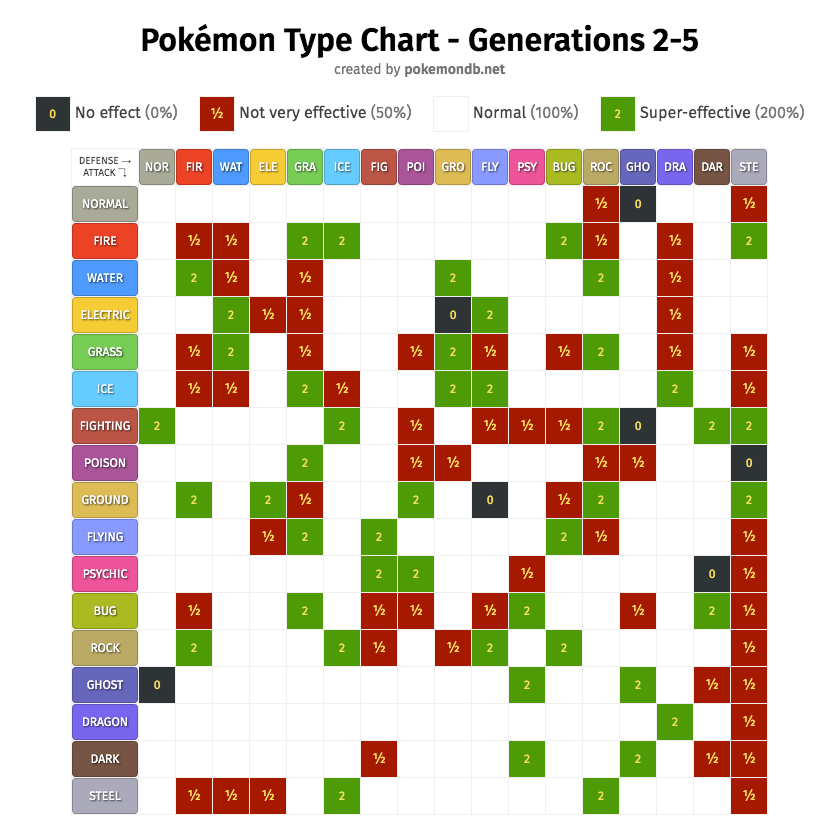 Pokémon Type Chart - Generations 2-5
created by pokemondb.net
0 No effect (0%) ½ Not very effective (50%) Normal (100%) 2 Super-effective (200%)
DEFENSE → NOR FIR WAT ELE GRA ICE FIG POI GRO FLY PSY BUG ROC GHO DRA DAR STE
ATTACK ⤵
NORMAL ½ 0 ½
FIRE ½ ½ 2 2 2 ½ ½ 2
WATER 2 ½ ½ 2 2 ½
ELECTRIC 2 ½ ½ 0 2 ½
GRASS ½ 2 ½ ½ 2 ½ ½ 2 ½ ½
ICE ½ ½ 2 ½ 2 2 2 ½
FIGHTING 2 2 ½ ½ ½ ½ 2 0 2 2
POISON 2 ½ ½ ½ ½ 0
GROUND 2 2 ½ 2 0 ½ 2 2
FLYING ½ 2 2 2 ½ ½
PSYCHIC 2 2 ½ 0 ½
BUG ½ 2 ½ ½ ½ 2 ½ 2 ½
ROCK 2 2 ½ ½ 2 2 ½
GHOST 0 2 2 ½ ½
DRAGON 2 ½
DARK ½ 2 2 ½ ½
STEEL ½ ½ ½ 2 2 ½